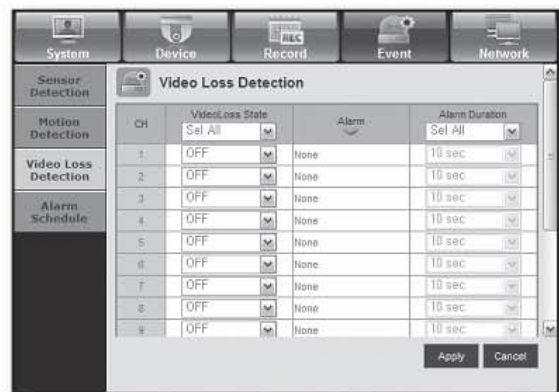 System Device Record Event Network
REC
Sensor
Detection
Motion
Detection
Video Loss
Detection
Alarm
Schedule
Video Loss Detection
CH VideoLoss State Alarm Alarm Duration
Sel All Sel All
1 OFF None 10 sec
2 OFF None 10 sec
3 OFF None 10 sec
4 OFF None 10 sec
5 OFF None 10 sec
6 OFF None 10 sec
7 OFF None 10 sec
8 OFF None 10 sec
9 OFF None 10 sec
Apply Cancel